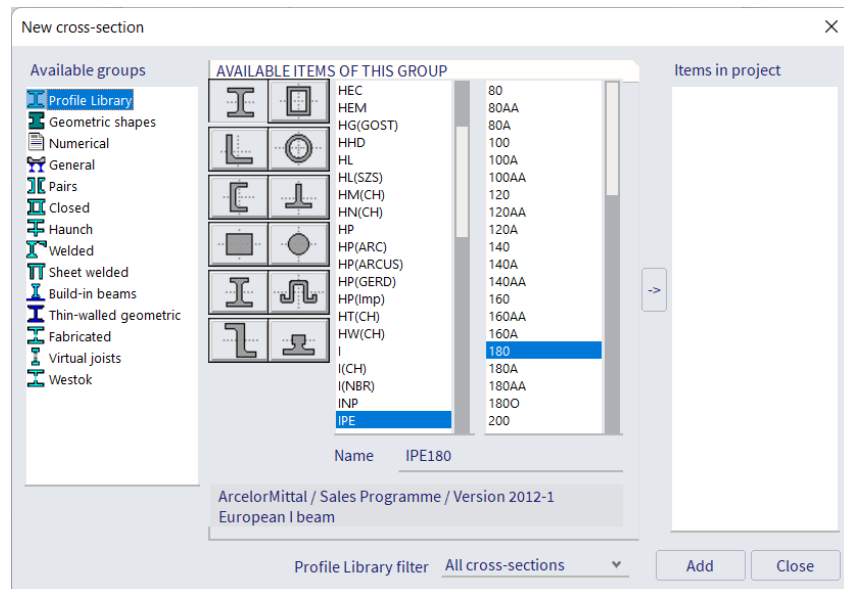 New cross-section
Available groups
Profile Library
Geometric shapes
Numerical
General
Pairs
Closed
Haunch
Welded
Sheet welded
Build-in beams
Thin-walled geometric
Fabricated
Virtual joists
Westok
AVAILABLE ITEMS OF THIS GROUP
HEC
HEM
HG(GOST)
HHD
HL
HL(SZS)
HM(CH)
HN(CH)
HP
HP(ARC)
HP(ARCUS)
HP(GERD)
HP(Imp)
HT(CH)
HW(CH)
I
I(CH)
I(NBR)
INP
IPE
80
80AA
80A
100
100A
100AA
120
120AA
120A
140
140A
140AA
160
160AA
160A
180
180A
180AA
180O
200
Name IPE180
ArcelorMittal / Sales Programme / Version 2012-1
European I beam
Profile Library filter All cross-sections
->
Items in project
Add
Close